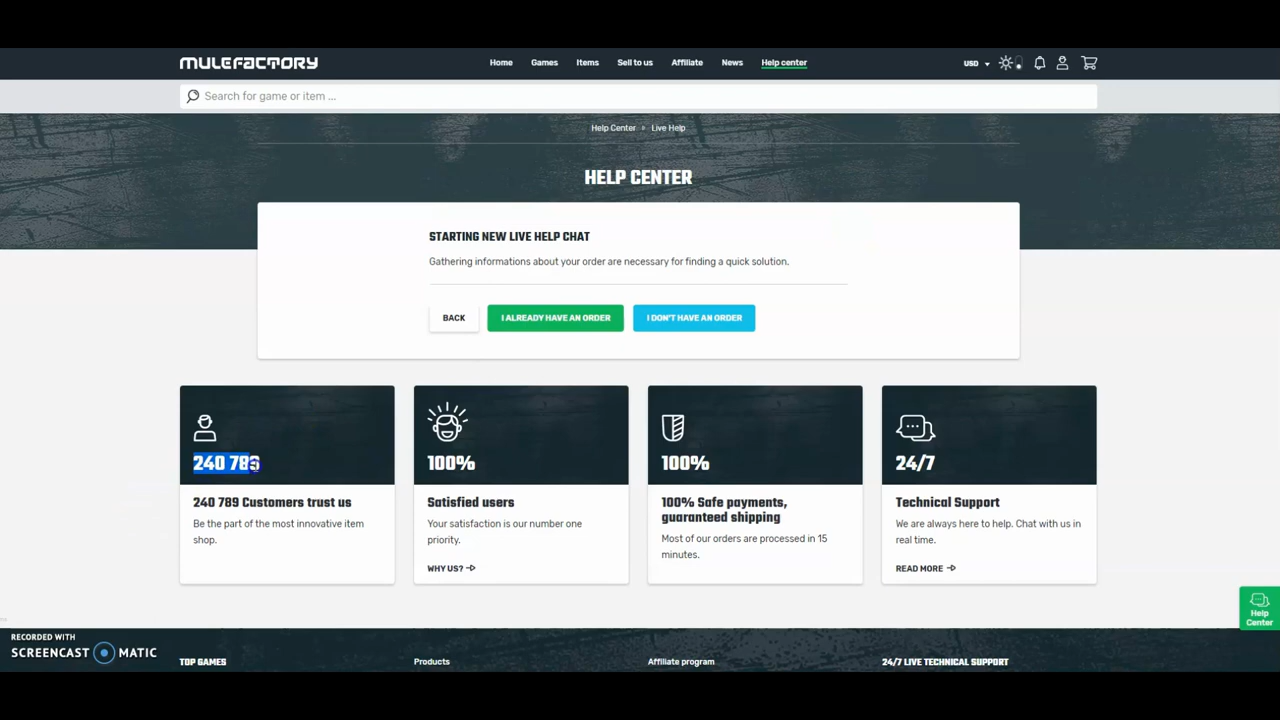 MULEFACTORY
Home Games Items Sell to us Affiliate News Help center
USD
Search for game or item ...
Help Center » Live Help
HELP CENTER
STARTING NEW LIVE HELP CHAT
Gathering informations about your order are necessary for finding a quick solution.
BACK I ALREADY HAVE AN ORDER I DON'T HAVE AN ORDER
240 789
240 789 Customers trust us
Be the part of the most innovative item
shop.
100%
Satisfied users
Your satisfaction is our number one
priority.
WHY US?
100%
100% Safe payments,
guaranteed shipping
Most of our orders are processed in 15
minutes.
24/7
Technical Support
We are always here to help. Chat with us in
real time.
READ MORE
Help
Center
RECORDED WITH
SCREENCAST MATIC
TOP GAMES Products Affiliate program 24/7 LIVE TECHNICAL SUPPORT